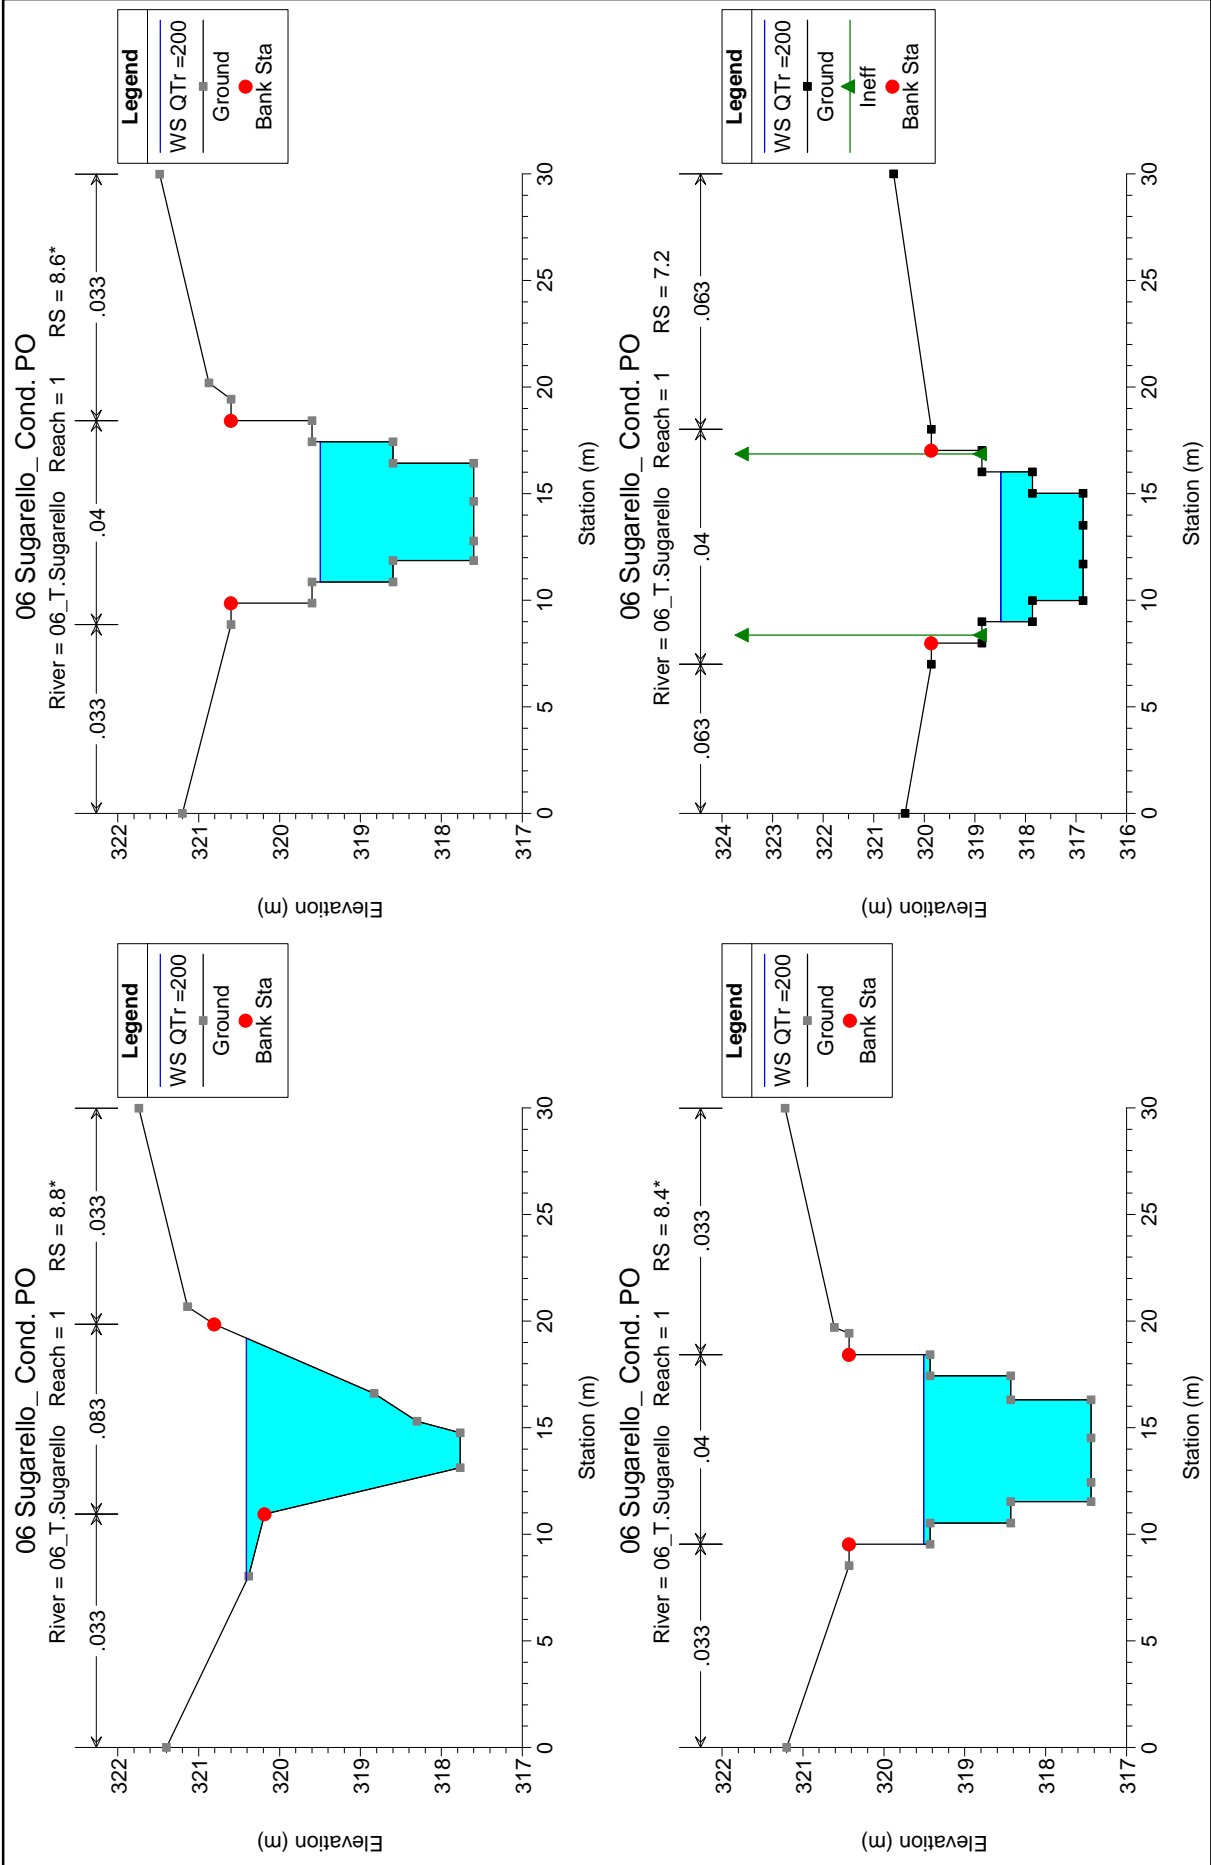 06 Sugarello_ Cond. PO
River = 06_T.Sugarello Reach = 1 RS = 8.8*
.033
.083
.033
322
321
320
319
318
317
Elevation (m)
0
5
10
15
20
25
30
Station (m)
Legend
WS QTr =200
Ground
Bank Sta
06 Sugarello_ Cond. PO
River = 06_T.Sugarello Reach = 1 RS = 8.6*
.033
.04
.033
322
321
320
319
318
317
Elevation (m)
0
5
10
15
20
25
30
Station (m)
Legend
WS QTr =200
Ground
Bank Sta
06 Sugarello_ Cond. PO
River = 06_T.Sugarello Reach = 1 RS = 8.4*
.033
.04
.033
322
321
320
319
318
317
Elevation (m)
0
5
10
15
20
25
30
Station (m)
Legend
WS QTr =200
Ground
Bank Sta
06 Sugarello_ Cond. PO
River = 06_T.Sugarello Reach = 1 RS = 7.2
.063
.04
.063
324
323
322
321
320
319
318
317
316
Elevation (m)
0
5
10
15
20
25
30
Station (m)
Legend
WS QTr =200
Ground
Ineff
Bank Sta